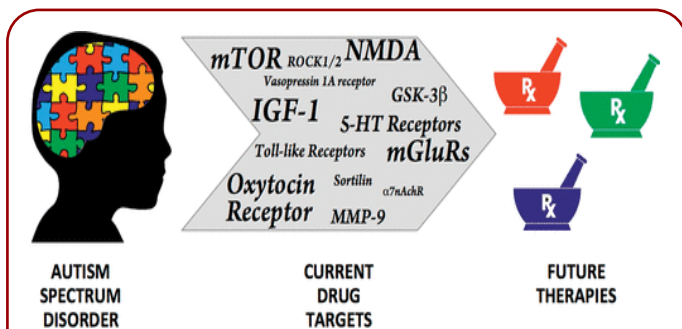 mTOR ROCK1/2 NMDA
Vasopressin 1A receptor
IGF-1 GSK-3β
5-HT Receptors
Toll-like Receptors mGluRs
Oxytocin Sortilin α7nAchR
Receptor MMP-9
Rx
Rx
Rx
AUTISM
SPECTRUM
DISORDER
CURRENT
DRUG
TARGETS
FUTURE
THERAPIES